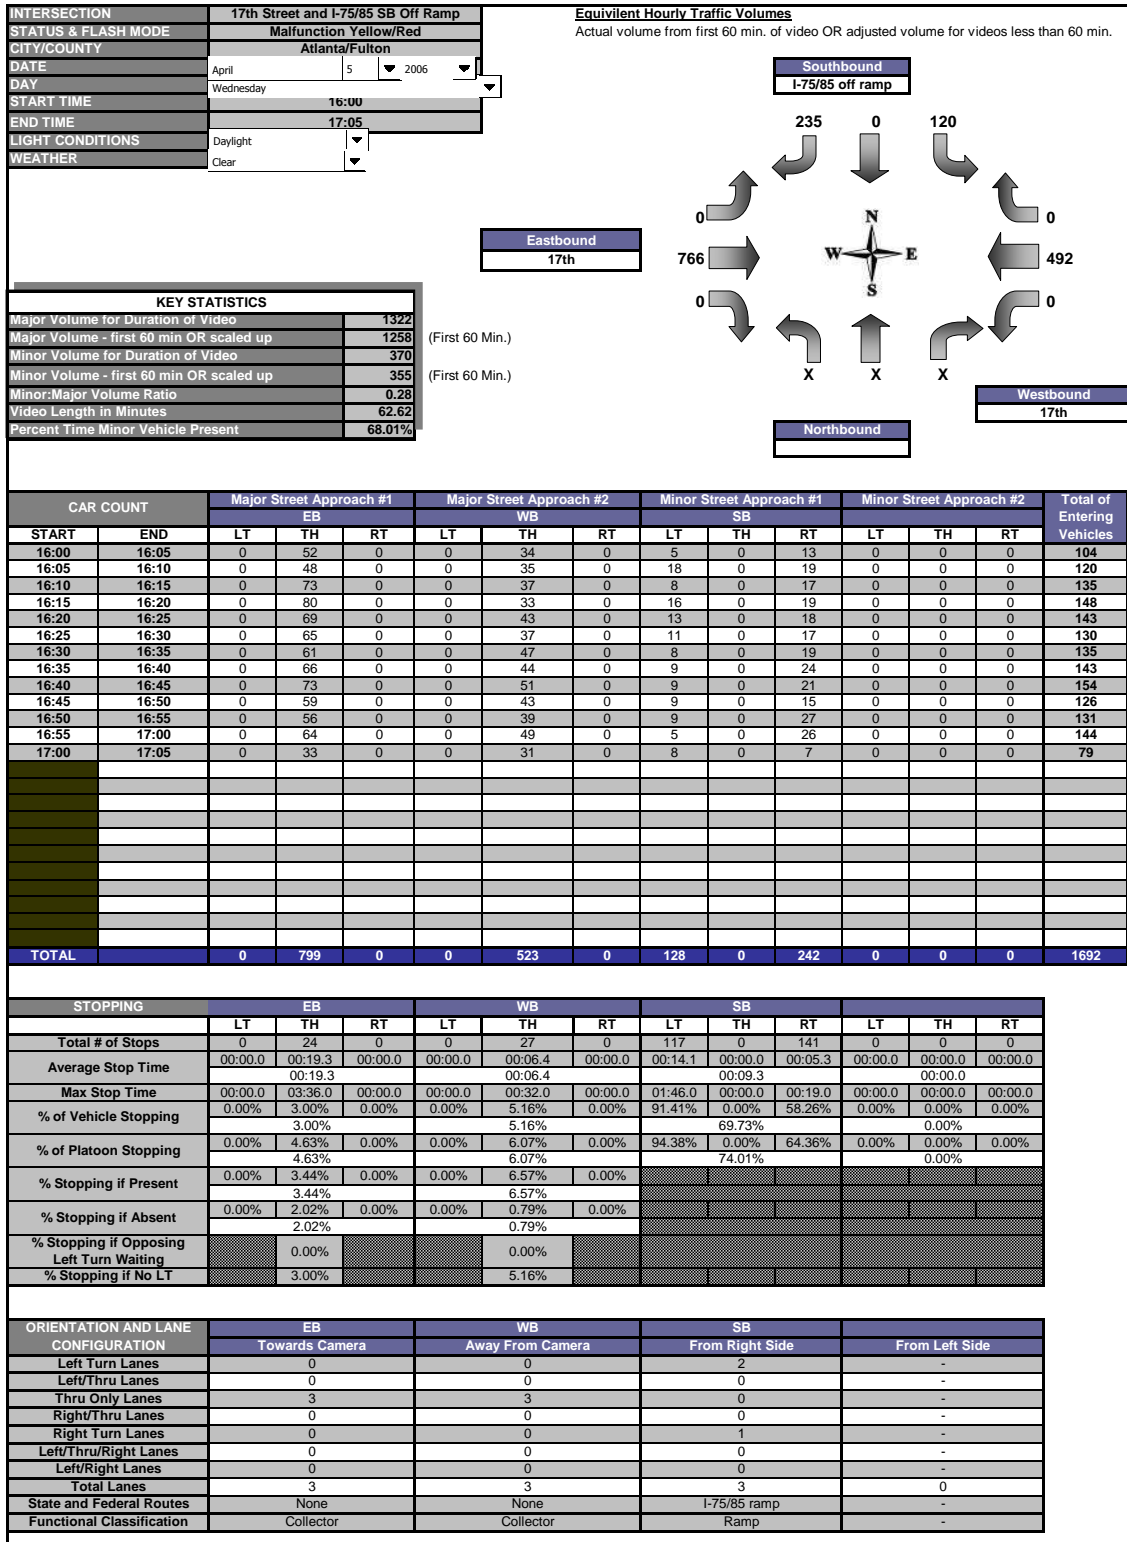 INTERSECTION 17th Street and I-75/85 SB Off Ramp
STATUS & FLASH MODE Malfunction Yellow/Red
CITY/COUNTY Atlanta/Fulton
DATE April 5 2006
DAY Wednesday
START TIME 16:00
END TIME 17:05
LIGHT CONDITIONS Daylight
WEATHER Clear
Equivilent Hourly Traffic Volumes
Actual volume from first 60 min. of video OR adjusted volume for videos less than 60 min.
Southbound
I-75/85 off ramp
235 0 120
0 0
N
Eastbound
17th
766 W E 492
S
0 0
X X X
Westbound
17th
Northbound
KEY STATISTICS
Major Volume for Duration of Video 1322
Major Volume - first 60 min OR scaled up 1258 (First 60 Min.)
Minor Volume for Duration of Video 370
Minor Volume - first 60 min OR scaled up 355 (First 60 Min.)
Minor:Major Volume Ratio 0.28
Video Length in Minutes 62.62
Percent Time Minor Vehicle Present 68.01%
CAR COUNT Major Street Approach #1 Major Street Approach #2 Minor Street Approach #1 Minor Street Approach #2 Total of
EB WB SB Entering
START END LT TH RT LT TH RT LT TH RT LT TH RT Vehicles
16:00 16:05 0 52 0 0 34 0 5 0 13 0 0 0 104
16:05 16:10 0 48 0 0 35 0 18 0 19 0 0 0 120
16:10 16:15 0 73 0 0 37 0 8 0 17 0 0 0 135
16:15 16:20 0 80 0 0 33 0 16 0 19 0 0 0 148
16:20 16:25 0 69 0 0 43 0 13 0 18 0 0 0 143
16:25 16:30 0 65 0 0 37 0 11 0 17 0 0 0 130
16:30 16:35 0 61 0 0 47 0 8 0 19 0 0 0 135
16:35 16:40 0 66 0 0 44 0 9 0 24 0 0 0 143
16:40 16:45 0 73 0 0 51 0 9 0 21 0 0 0 154
16:45 16:50 0 59 0 0 43 0 9 0 15 0 0 0 126
16:50 16:55 0 56 0 0 39 0 9 0 27 0 0 0 131
16:55 17:00 0 64 0 0 49 0 5 0 26 0 0 0 144
17:00 17:05 0 33 0 0 31 0 8 0 7 0 0 0 79
TOTAL 0 799 0 0 523 0 128 0 242 0 0 0 1692
STOPPING EB WB SB
LT TH RT LT TH RT LT TH RT LT TH RT
Total # of Stops 0 24 0 0 27 0 117 0 141 0 0 0
Average Stop Time 00:00.0 00:19.3 00:00.0 00:00.0 00:06.4 00:00.0 00:14.1 00:00.0 00:05.3 00:00.0 00:00.0 00:00.0
00:19.3 00:06.4 00:09.3 00:00.0
Max Stop Time 00:00.0 03:36.0 00:00.0 00:00.0 00:32.0 00:00.0 01:46.0 00:00.0 00:19.0 00:00.0 00:00.0 00:00.0
% of Vehicle Stopping 0.00% 3.00% 0.00% 0.00% 5.16% 0.00% 91.41% 0.00% 58.26% 0.00% 0.00% 0.00%
3.00% 5.16% 69.73% 0.00%
% of Platoon Stopping 0.00% 4.63% 0.00% 0.00% 6.07% 0.00% 94.38% 0.00% 64.36% 0.00% 0.00% 0.00%
4.63% 6.07% 74.01% 0.00%
% Stopping if Present 0.00% 3.44% 0.00% 0.00% 6.57% 0.00%
3.44% 6.57%
% Stopping if Absent 0.00% 2.02% 0.00% 0.00% 0.79% 0.00%
2.02% 0.79%
% Stopping if Opposing
Left Turn Waiting 0.00% 0.00%
% Stopping if No LT 3.00% 5.16%
ORIENTATION AND LANE EB WB SB
CONFIGURATION Towards Camera Away From Camera From Right Side From Left Side
Left Turn Lanes 0 0 2 -
Left/Thru Lanes 0 0 0 -
Thru Only Lanes 3 3 0 -
Right/Thru Lanes 0 0 0 -
Right Turn Lanes 0 0 1 -
Left/Thru/Right Lanes 0 0 0 -
Left/Right Lanes 0 0 0 -
Total Lanes 3 3 3 0
State and Federal Routes None None I-75/85 ramp -
Functional Classification Collector Collector Ramp -